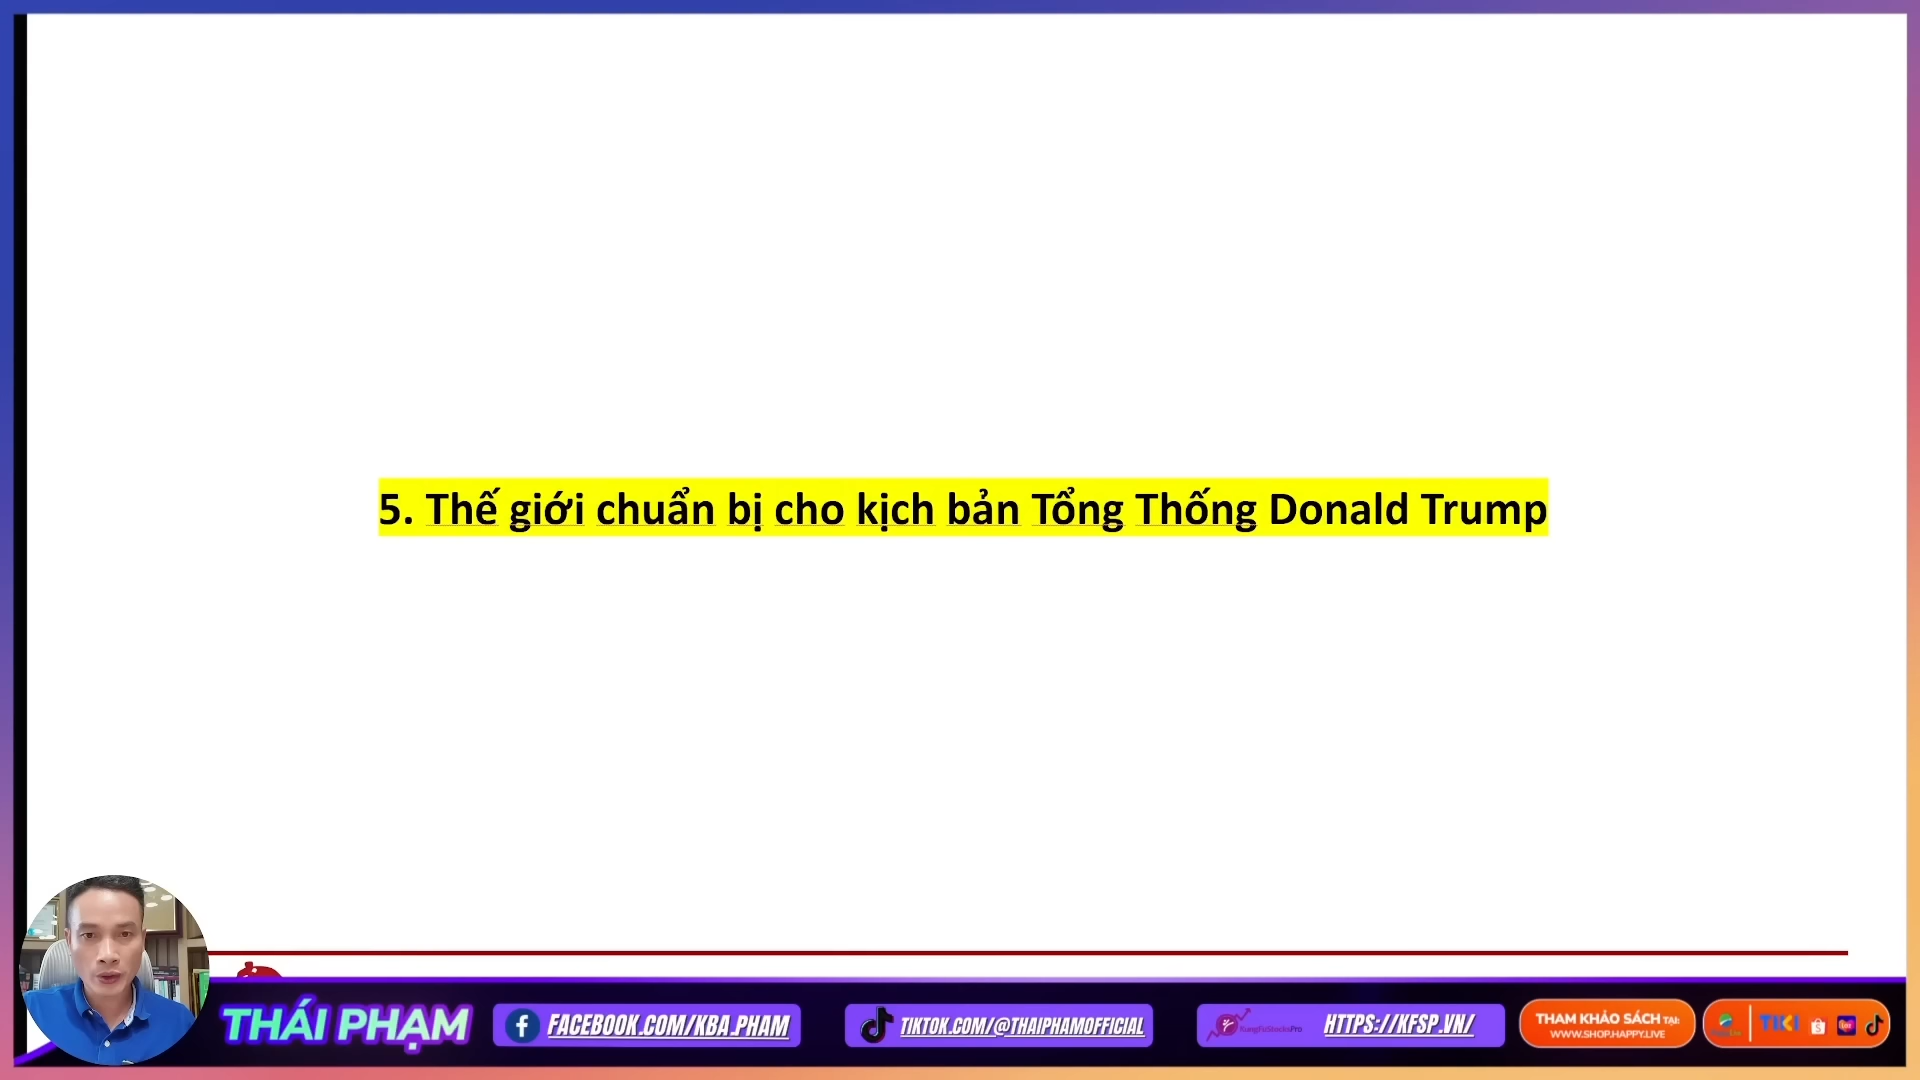 5. Thế giới chuẩn bị cho kịch bản Tổng Thống Donald Trump
THÁI PHẠM
FACEBOOK.COM/KBA.PHAM
TIKTOK.COM/@THAIPHAMOFFICIAL
KungFuStocksPro
HTTPS://KFSP.VN/
THAM KHẢO SÁCH TẠI:
WWW.SHOP.HAPPY.LIVE
TIKI